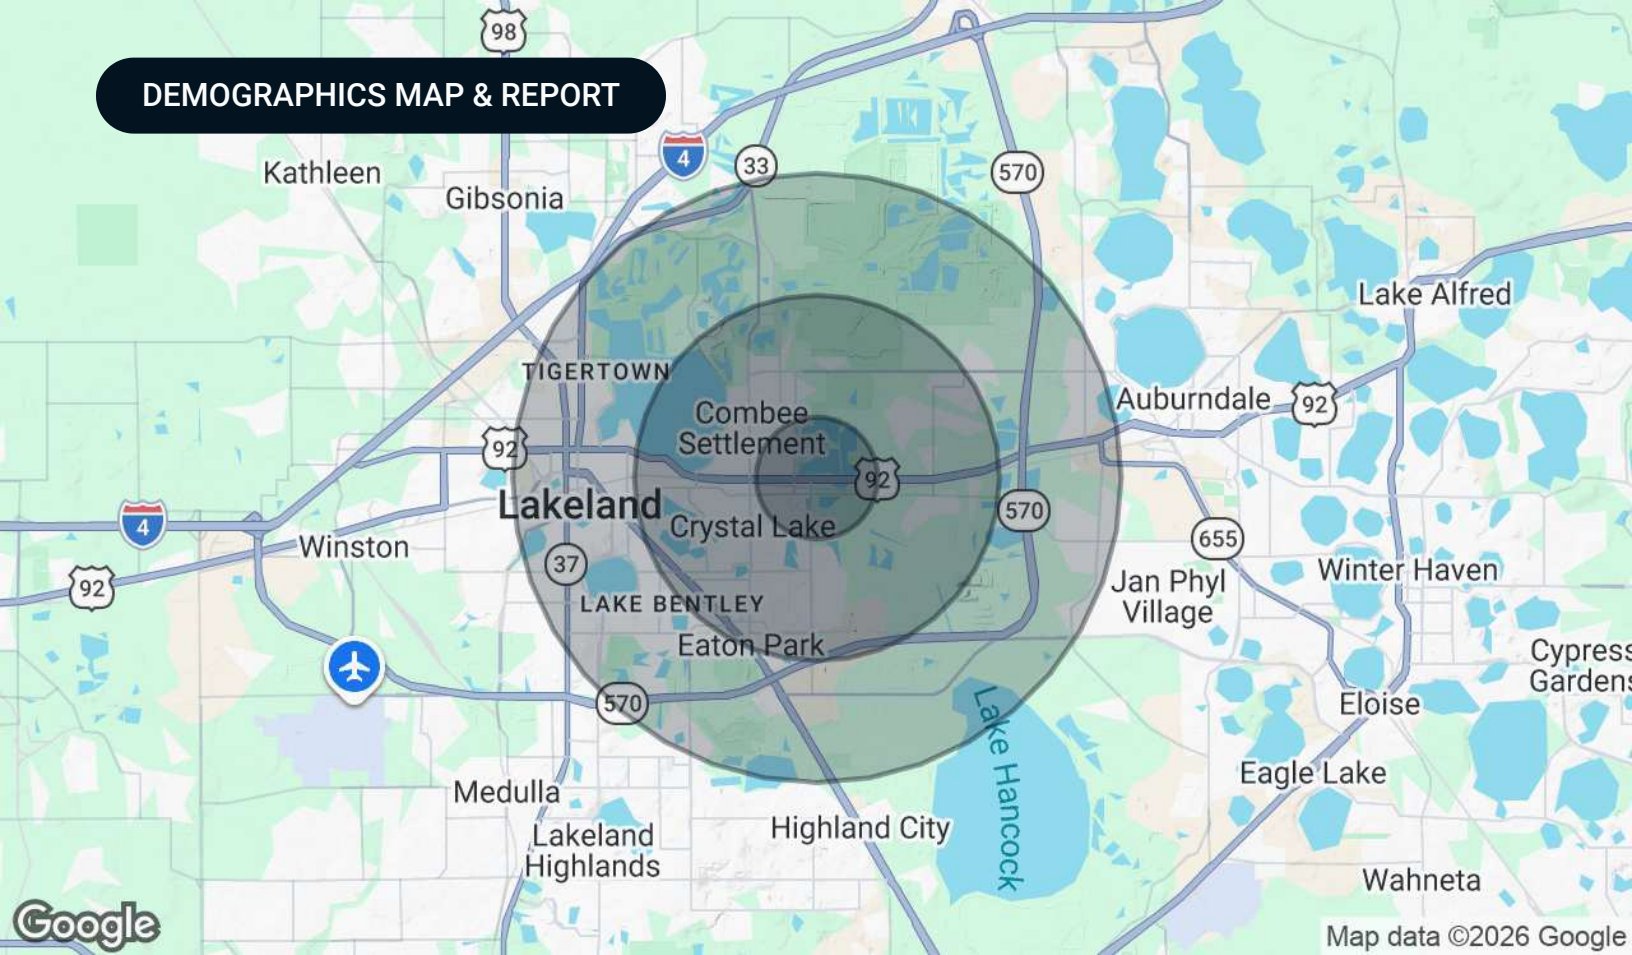 98
DEMOGRAPHICS MAP & REPORT
4
33
570
Kathleen
Gibsonia
Lake Alfred
TIGERTOWN
Auburndale
92
Combee
Settlement
92
92
Lakeland
570
Crystal Lake
4
Winston
37
655
92
Jan Phyl
Village
Winter Haven
LAKE BENTLEY
Eaton Park
Cypress
Gardens
570
Eloise
Lake Hancock
Medulla
Eagle Lake
Lakeland
Highlands
Highland City
Wahneta
Google
Map data ©2026 Google